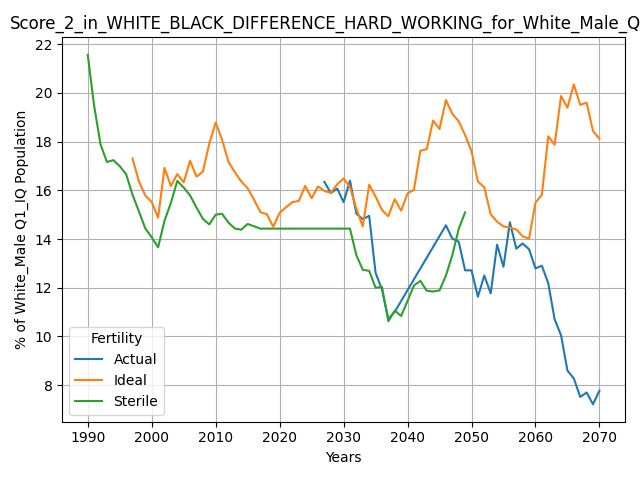 Score_2_in_WHITE_BLACK_DIFFERENCE_HARD_WORKING_for_White_Male_Q
% of White_Male Q1_IQ Population
22
20
18
16
14
12
10
8
Fertility
Actual
Ideal
Sterile
1990 2000 2010 2020 2030 2040 2050 2060 2070
Years